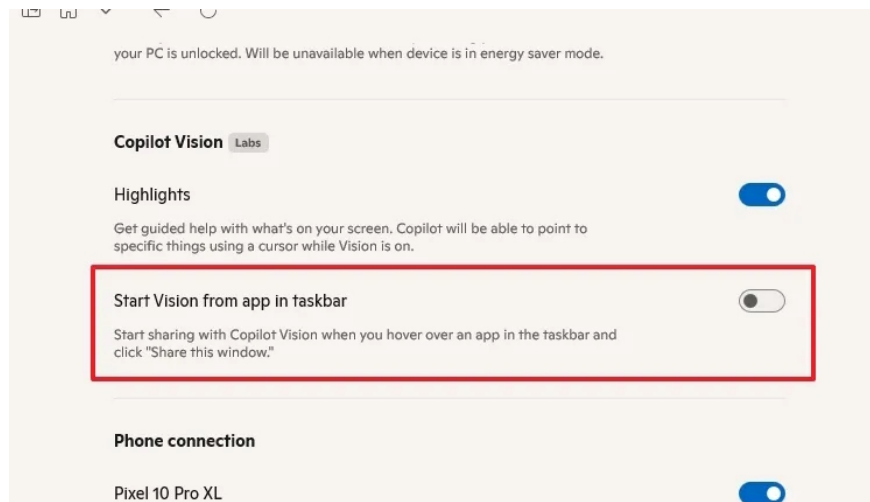 your PC is unlocked. Will be unavailable when device is in energy saver mode.
Copilot Vision Labs
Highlights
Get guided help with what's on your screen. Copilot will be able to point to
specific things using a cursor while Vision is on.
Start Vision from app in taskbar
Start sharing with Copilot Vision when you hover over an app in the taskbar and
click "Share this window."
Phone connection
Pixel 10 Pro XL